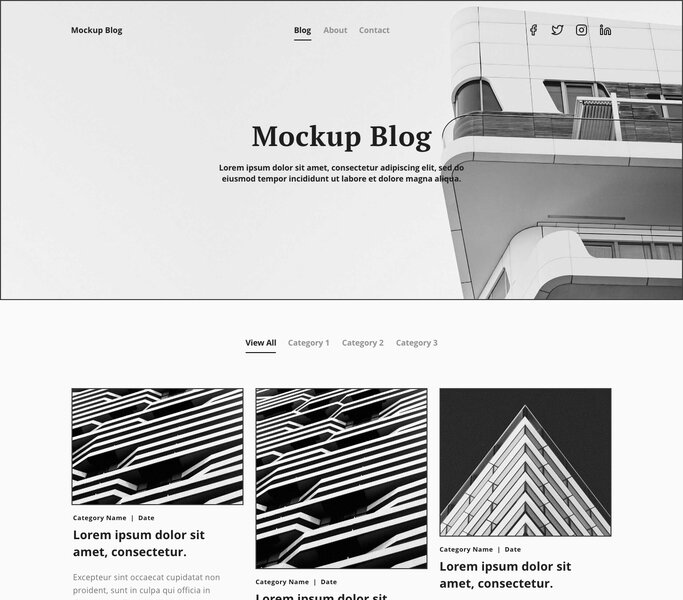 Mockup Blog
Blog About Contact
Mockup Blog
Lorem ipsum dolor sit amet, consectetur adipiscing elit, sed do
eiusmod tempor incididunt ut labore et dolore magna aliqua.
View All Category 1 Category 2 Category 3
Category Name | Date
Lorem ipsum dolor sit
amet, consectetur.
Excepteur sint occaecat cupidatat non
proident, sunt in culpa qui officia in
Category Name | Date
Lorem ipsum dolor sit
Category Name | Date
Lorem ipsum dolor sit
amet, consectetur.